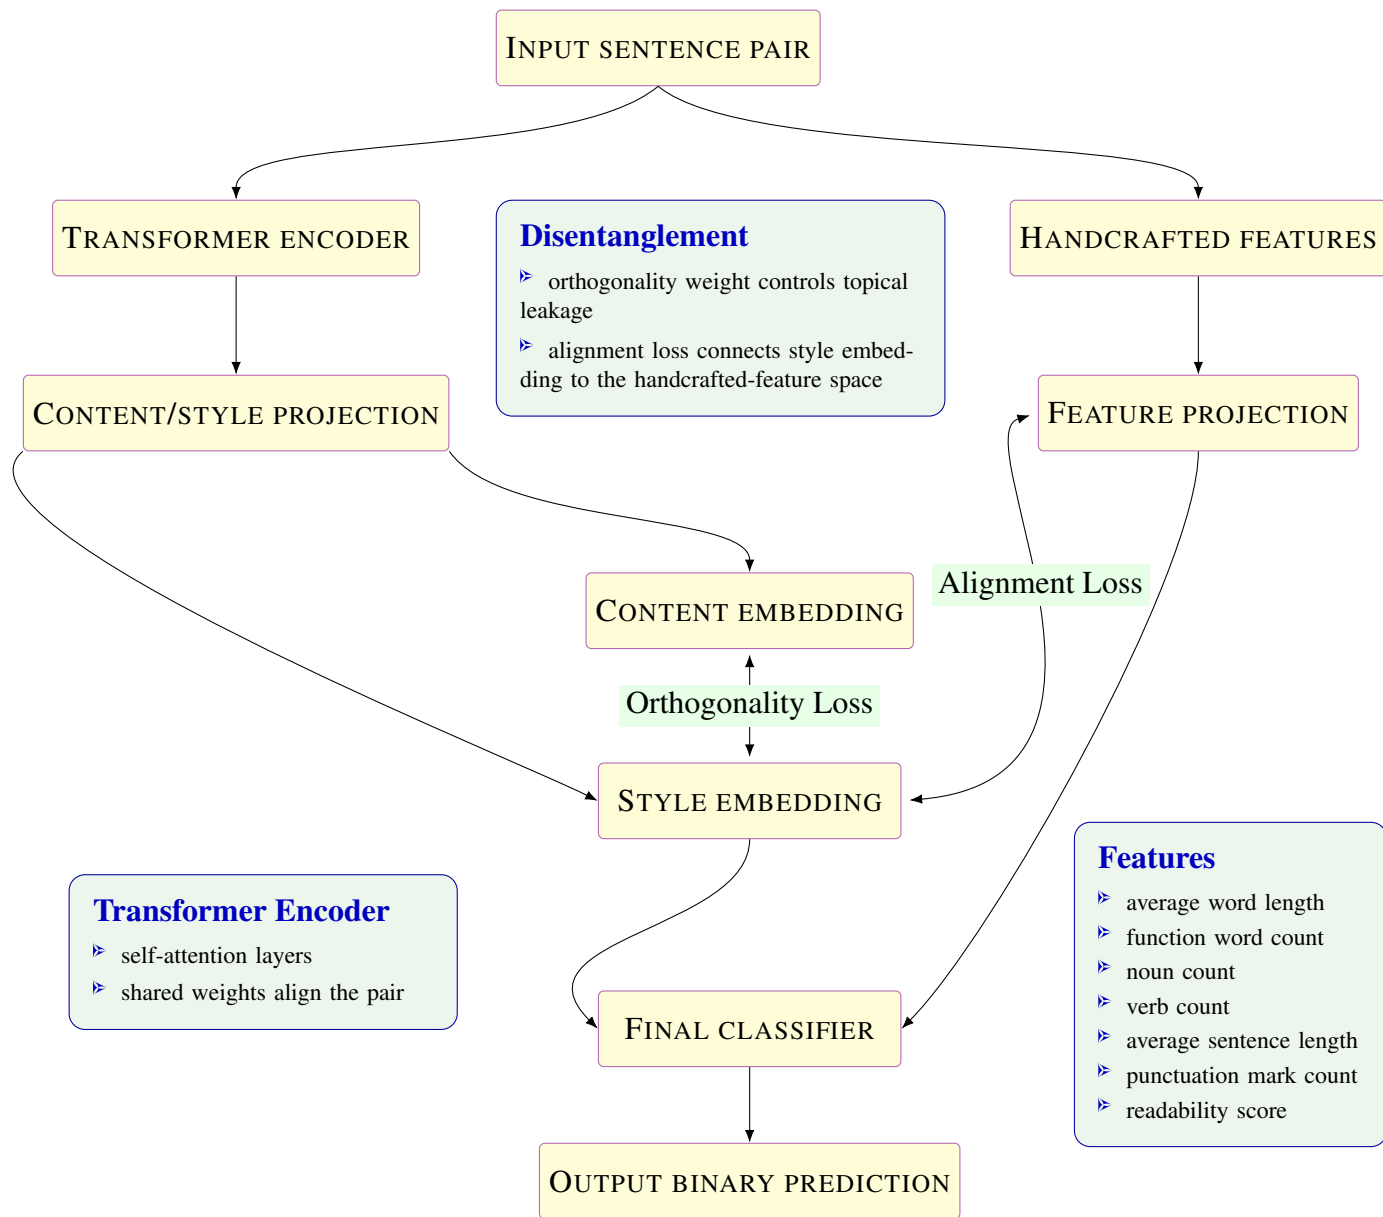 INPUT SENTENCE PAIR
TRANSFORMER ENCODER
HANDCRAFTED FEATURES
Disentanglement
orthogonality weight controls topical
leakage
alignment loss connects style embed-
ding to the handcrafted-feature space
CONTENT/STYLE PROJECTION
FEATURE PROJECTION
Alignment Loss
CONTENT EMBEDDING
Orthogonality Loss
STYLE EMBEDDING
Transformer Encoder
self-attention layers
shared weights align the pair
Features
average word length
function word count
noun count
verb count
average sentence length
punctuation mark count
readability score
FINAL CLASSIFIER
OUTPUT BINARY PREDICTION